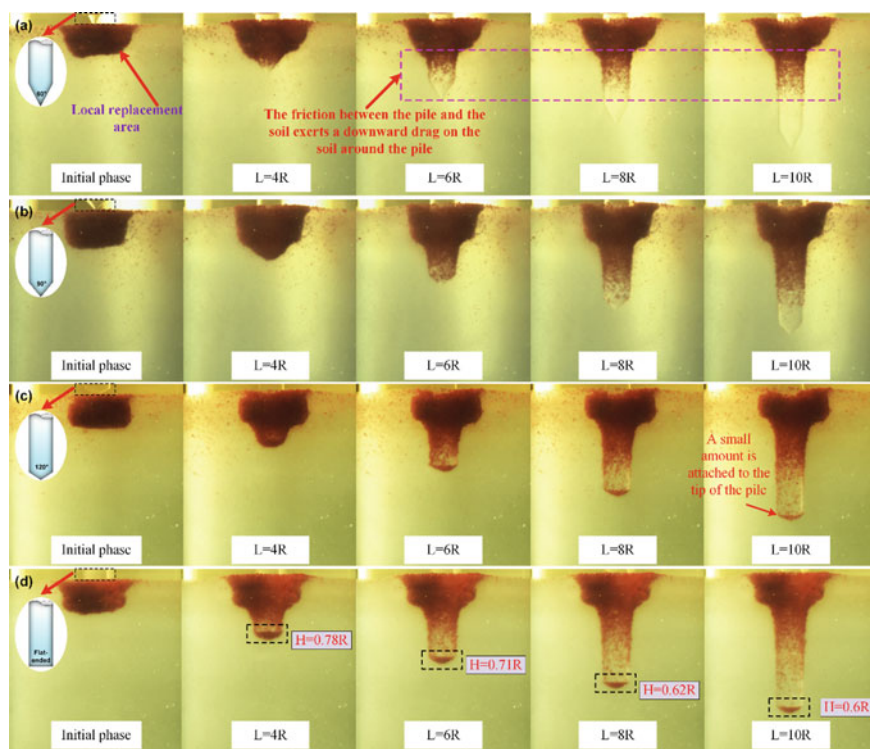 (a)
60°
Local replacement
area
The friction between the pile and the
soil exerts a downward drag on the
soil around the pile
Initial phase
L=4R
L=6R
L=8R
L=10R
(b)
90°
Initial phase
L=4R
L=6R
L=8R
L=10R
(c)
120°
A small
amount is
attached to the
tip of the pile
Initial phase
L=4R
L=6R
L=8R
L=10R
(d)
Flat-
ended
H=0.78R
H=0.71R
H=0.62R
H=0.6R
Initial phase
L=4R
L=6R
L=8R
L=10R